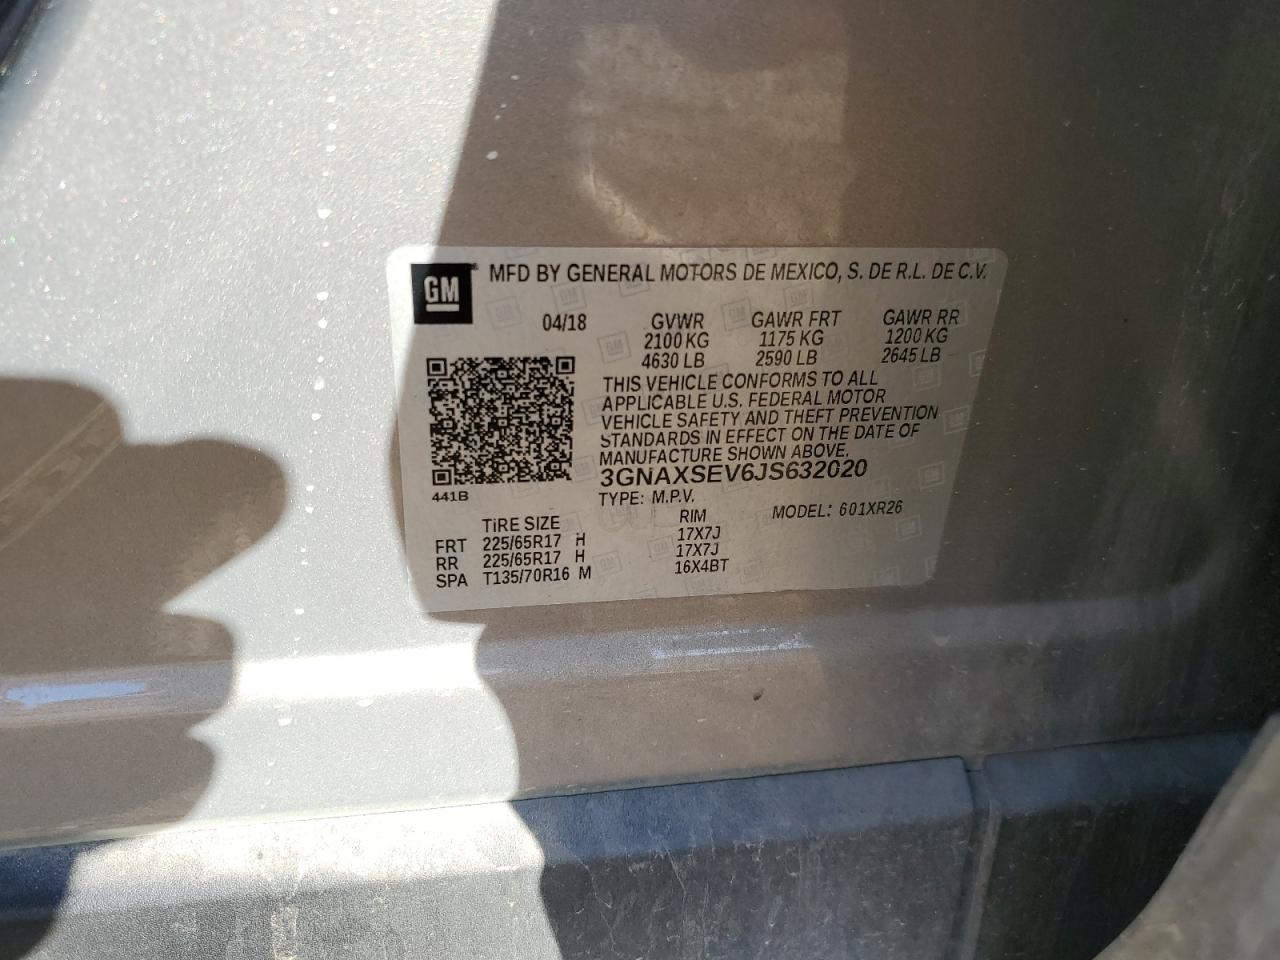 GM ® MFD BY GENERAL MOTORS DE MEXICO, S. DE R.L. DE C.V.
04/18 GVWR GAWR FRT GAWR RR
2100 KG 1175 KG 1200 KG
4630 LB 2590 LB 2645 LB
THIS VEHICLE CONFORMS TO ALL
APPLICABLE U.S. FEDERAL MOTOR
VEHICLE SAFETY AND THEFT PREVENTION
STANDARDS IN EFFECT ON THE DATE OF
MANUFACTURE SHOWN ABOVE.
3GNAXSEV6JS632020
441B TYPE: M.P.V.
TIRE SIZE RIM MODEL: 601XR26
FRT 225/65R17 H 17X7J
RR 225/65R17 H 17X7J
SPA T135/70R16 M 16X4BT